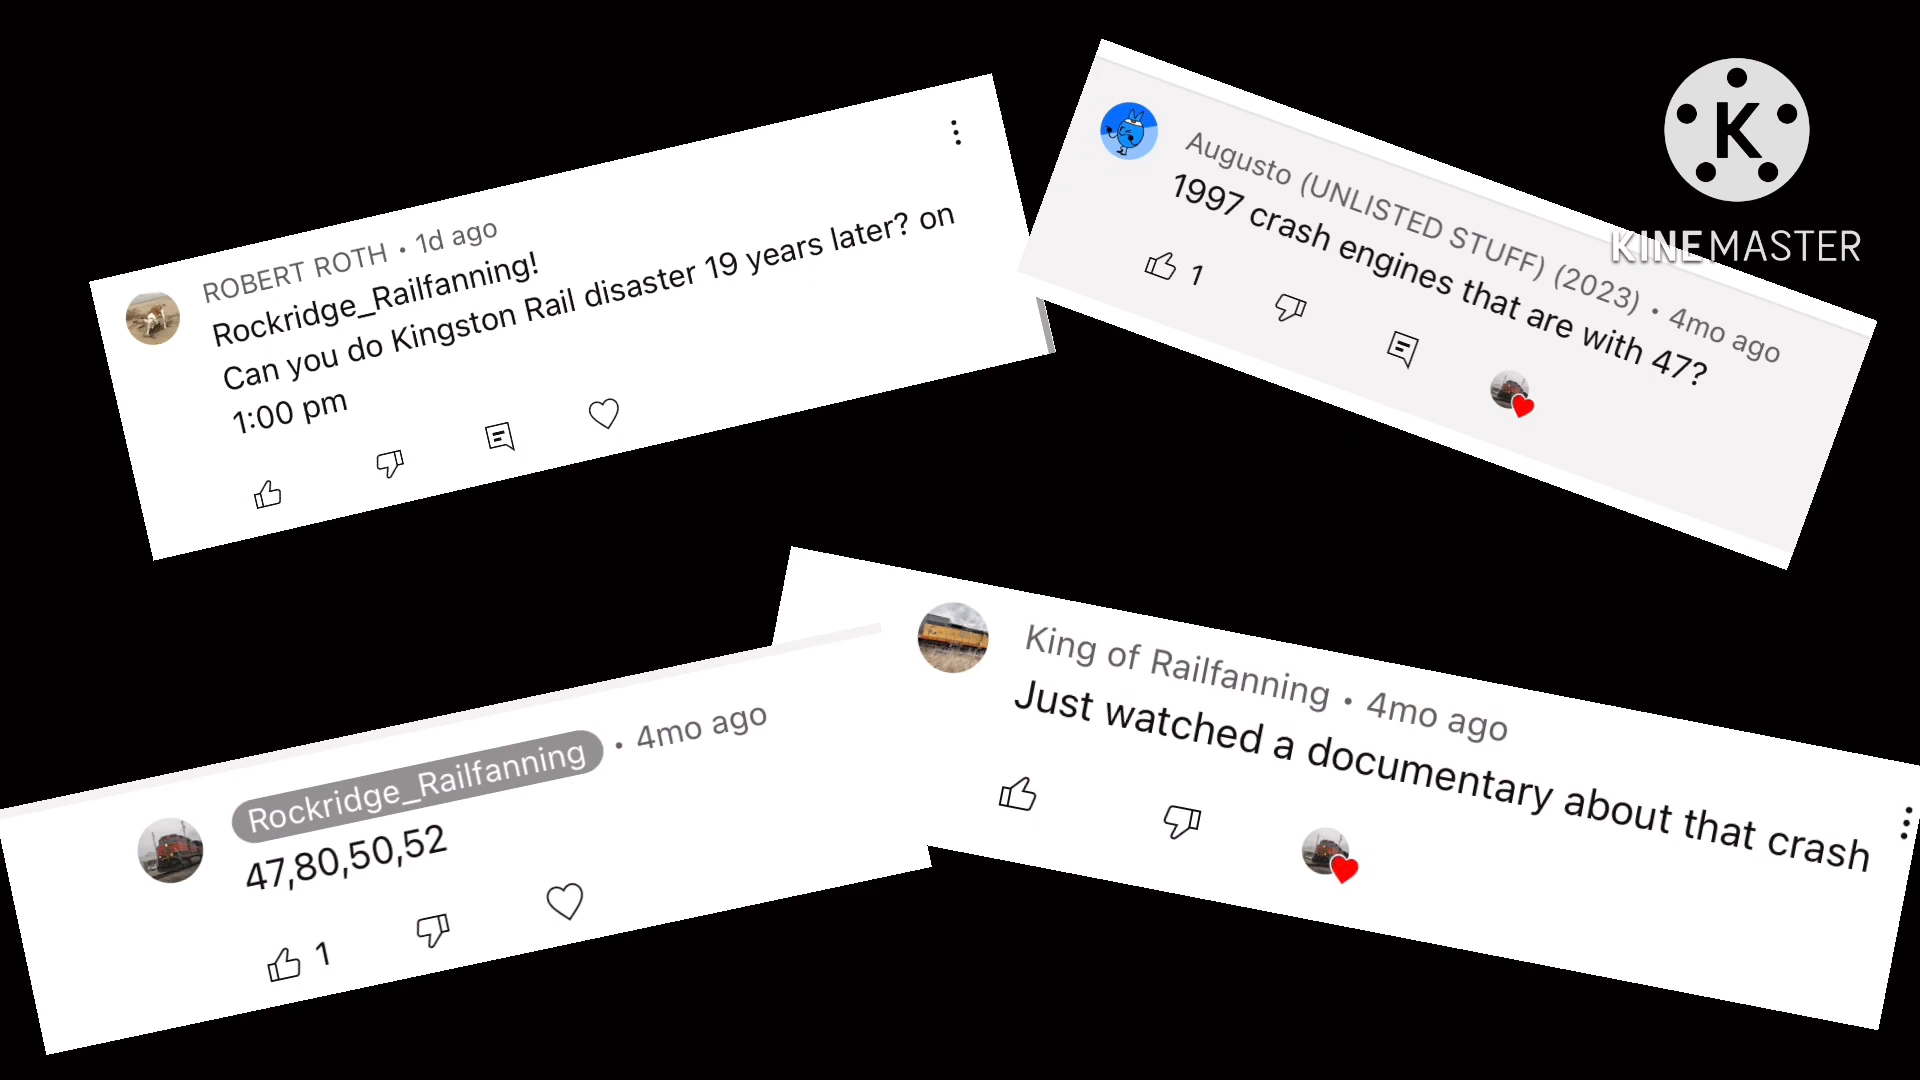 ROBERT ROTH • 1d ago
Rockridge_Railfanning!
Can you do Kingston Rail disaster 19 years later? on
1:00 pm
Augusto (UNLISTED STUFF) (2023) • 4mo ago
1997 crash engines that are with 47?
1
K
KINEMASTER
Rockridge_Railfanning • 4mo ago
47,80,50,52
1
King of Railfanning • 4mo ago
Just watched a documentary about that crash